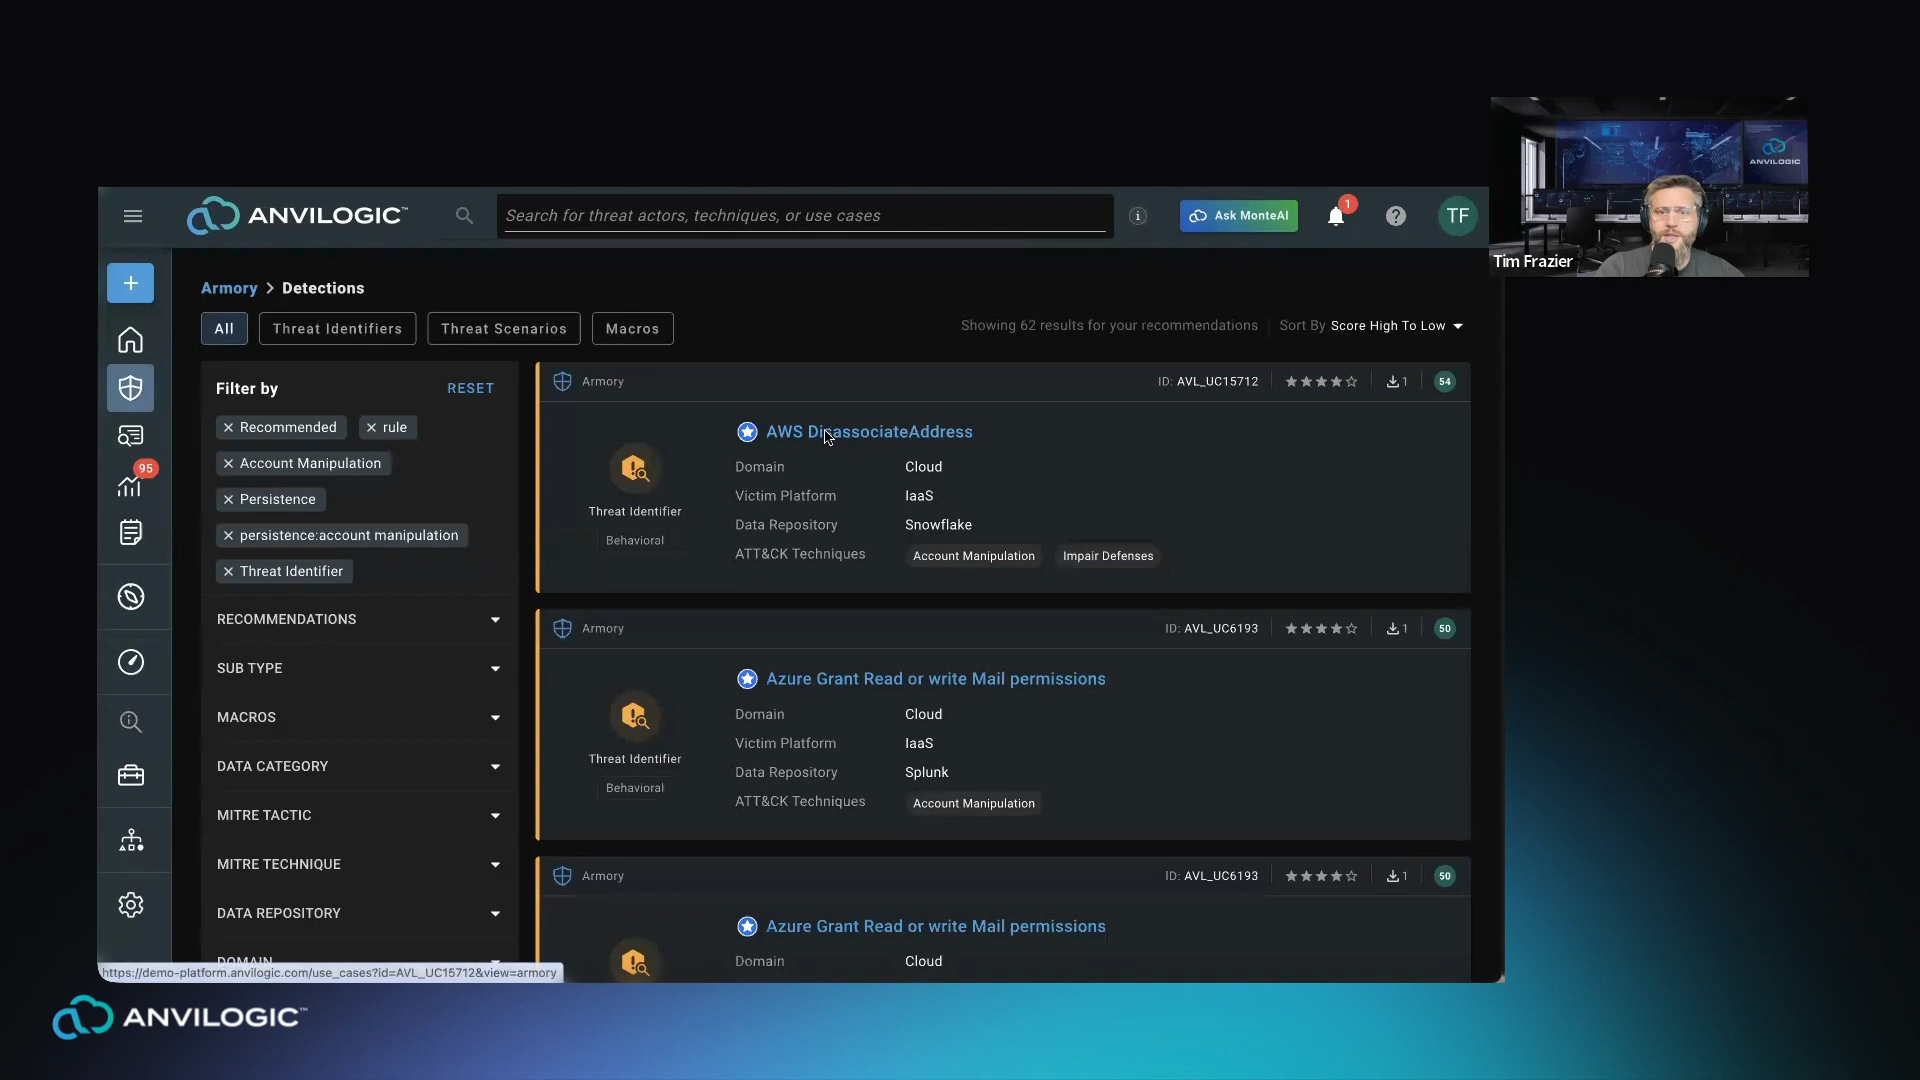 ANVILOGIC
Search for threat actors, techniques, or use cases
Ask MonteAI
1
TF
ANVILOGIC
Tim Frazier
Armory > Detections
All
Threat Identifiers
Threat Scenarios
Macros
Showing 62 results for your recommendations
Sort By Score High To Low
95
Filter by
RESET
Recommended
rule
Account Manipulation
Persistence
persistence:account manipulation
Threat Identifier
RECOMMENDATIONS
SUB TYPE
MACROS
DATA CATEGORY
MITRE TACTIC
MITRE TECHNIQUE
DATA REPOSITORY
DOMAIN
Armory
ID: AVL_UC15712
1
54
Threat Identifier
Behavioral
AWS DisassociateAddress
Domain Cloud
Victim Platform IaaS
Data Repository Snowflake
ATT&CK Techniques Account Manipulation Impair Defenses
Armory
ID: AVL_UC6193
1
50
Threat Identifier
Behavioral
Azure Grant Read or write Mail permissions
Domain Cloud
Victim Platform IaaS
Data Repository Splunk
ATT&CK Techniques Account Manipulation
Armory
ID: AVL_UC6193
1
50
Azure Grant Read or write Mail permissions
Domain Cloud
https://demo-platform.anvilogic.com/use_cases?id=AVL_UC15712&view=armory
ANVILOGIC™